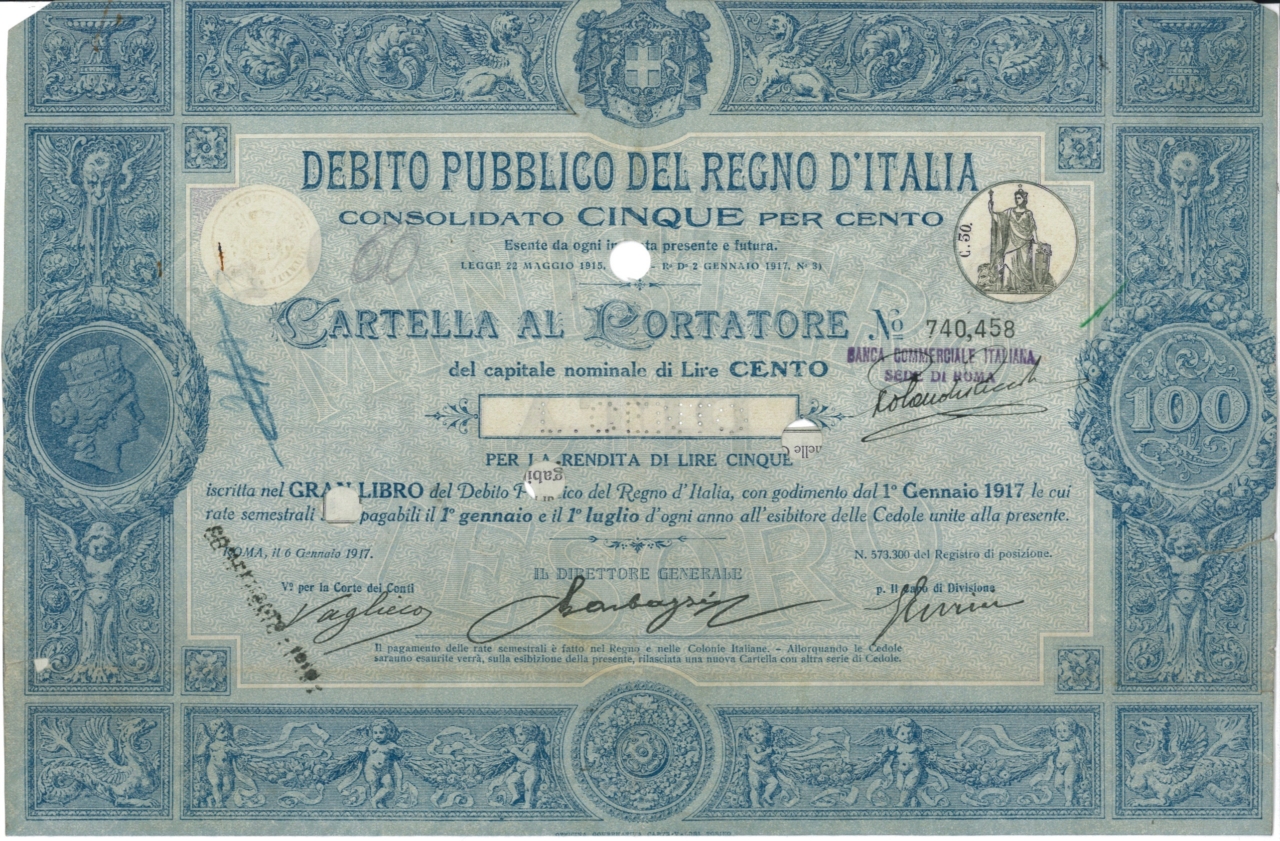 DEBITO PUBBLICO DEL REGNO D'ITALIA
CONSOLIDATO CINQUE PER CENTO
Esente da ogni presente e futura.
LEGGE 22 MAGGIO 1915, - R° D° 2 GENNAIO 1917, N° 3)
C. 50.
60
CARTELLA AL PORTATORE N° 740,458
BANCA COMMERCIALE ITALIANA
SEDE DI ROMA
del capitale nominale di Lire CENTO
100
nelle
PER LA RENDITA DI LIRE CINQUE
gabi
iscritta nel GRAN LIBRO del Debito del Regno d'Italia, con godimento dal 1° Gennaio 1917 le cui
rate semestrali pagabili il 1° gennaio e il 1° luglio d'ogni anno all'esibitore delle Cedole unite alla presente.
MINISTERO
TESORO
ROMA, il 6 Gennaio 1917.
N. 573.300 del Registro di posizione.
IL DIRETTORE GENERALE
V° per la Corte dei Conti
p. Il Capo di Divisione
Il pagamento delle rate semestrali è fatto nel Regno e nelle Colonie Italiane. - Allorquando le Cedole
sarauno esaurite verrà, sulla esibizione della presente, rilasciata una nuova Cartella con altra serie di Cedole.